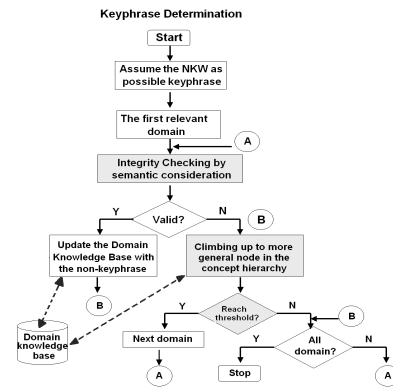 Keyphrase Determination
Start
Assume the NKW as
possible keyphrase
The first relevant
domain
A
Integrity Checking by
semantic consideration
Y
Valid?
N
B
Update the Domain
Knowledge Base with
the non-keyphrase
Climbing up to more
general node in the
concept hierarchy
B
Y
Reach
threshold?
N
B
Domain
knowledge
base
Next domain
Y
All
domain?
N
A
Stop
A